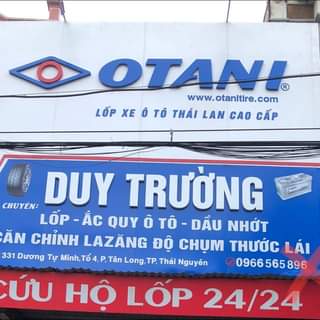 OTANI®
www.otanitire.com
LỐP XE Ô TÔ THÁI LAN CAO CẤP
CHUYÊN:
DUY TRƯỜNG
LỐP - ẮC QUY Ô TÔ - DẦU NHỚT
CĂN CHỈNH LAZĂNG ĐỘ CHỤM THƯỚC LÁI
331 Dương Tự Minh, Tổ 4, P, Tân Long, TP. Thái Nguyên
0966 565 896
CỨU HỘ LỐP 24/24